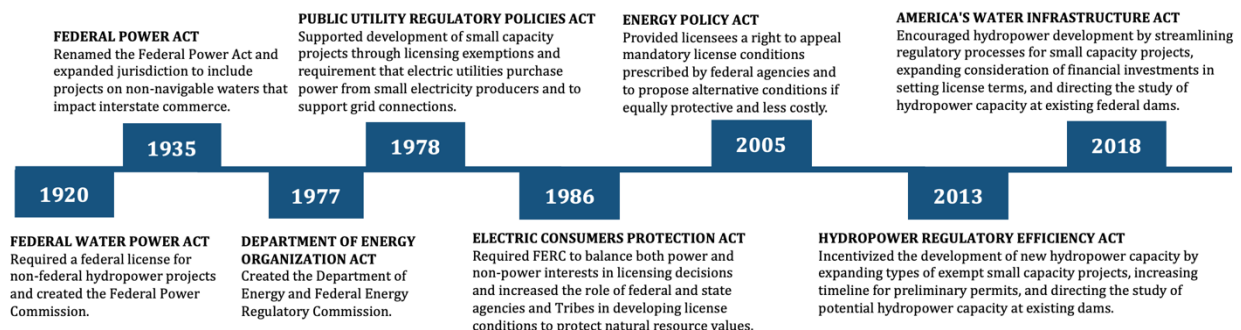 FEDERAL POWER ACT
Renamed the Federal Power Act and
expanded jurisdiction to include
projects on non-navigable waters that
impact interstate commerce.
PUBLIC UTILITY REGULATORY POLICIES ACT
Supported development of small capacity
projects through licensing exemptions and
requirement that electric utilities purchase
power from small electricity producers and to
support grid connections.
ENERGY POLICY ACT
Provided licensees a right to appeal
mandatory license conditions
prescribed by federal agencies and
to propose alternative conditions if
equally protective and less costly.
AMERICA'S WATER INFRASTRUCTURE ACT
Encouraged hydropower development by streamlining
regulatory processes for small capacity projects,
expanding consideration of financial investments in
setting license terms, and directing the study of
hydropower capacity at existing federal dams.
1935
1978
2005
2018
1920
1977
1986
2013
FEDERAL WATER POWER ACT
Required a federal license for
non-federal hydropower projects
and created the Federal Power
Commission.
DEPARTMENT OF ENERGY
ORGANIZATION ACT
Created the Department of
Energy and Federal Energy
Regulatory Commission.
ELECTRIC CONSUMERS PROTECTION ACT
Required FERC to balance both power and
non-power interests in licensing decisions
and increased the role of federal and state
agencies and Tribes in developing license
conditions to protect natural resource values.
HYDROPOWER REGULATORY EFFICIENCY ACT
Incentivized the development of new hydropower capacity by
expanding types of exempt small capacity projects, increasing
timeline for preliminary permits, and directing the study of
potential hydropower capacity at existing dams.